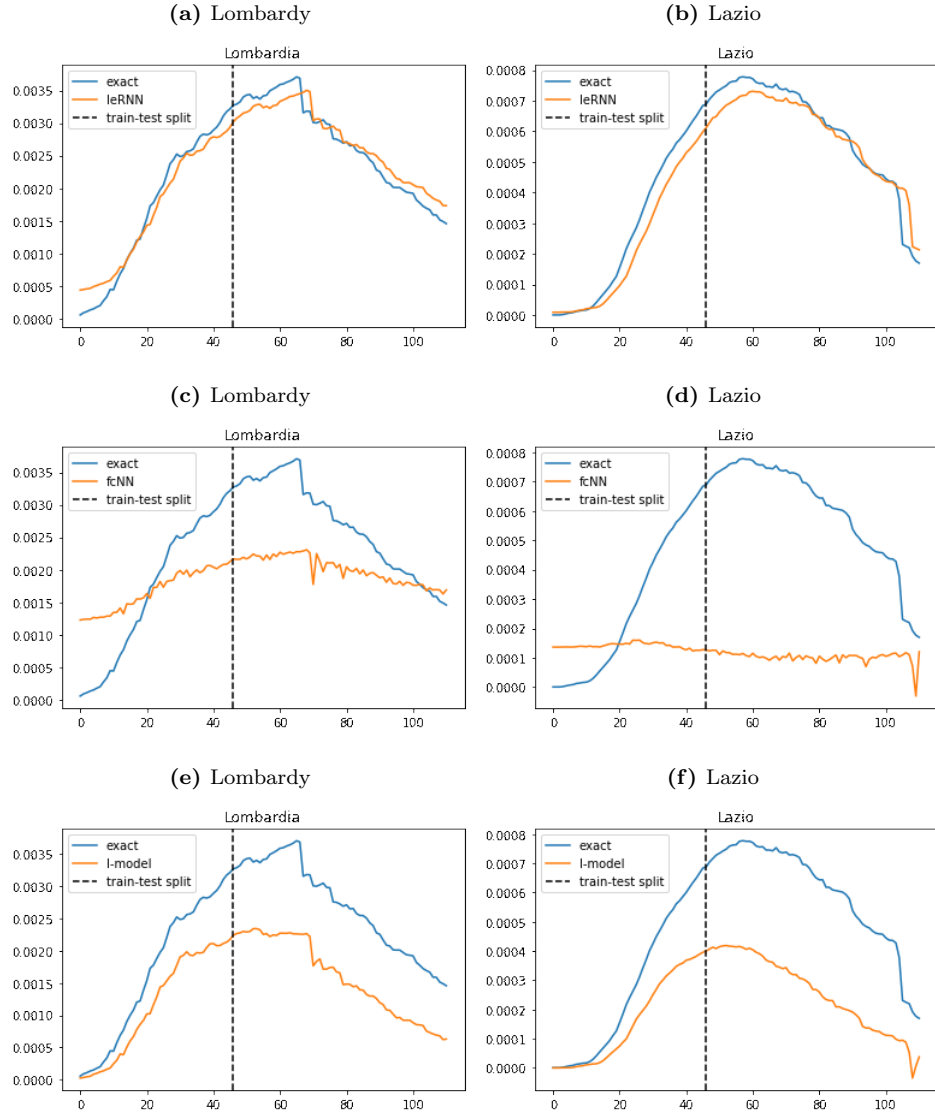 (a) Lombardy
Lombardia
exact
leRNN
train-test split
0.0035
0.0030
0.0025
0.0020
0.0015
0.0010
0.0005
0.0000
0 20 40 60 80 100
(b) Lazio
Lazio
exact
leRNN
train-test split
0.0008
0.0007
0.0006
0.0005
0.0004
0.0003
0.0002
0.0001
0.0000
0 20 40 60 80 100
(c) Lombardy
Lombardia
exact
fcNN
train-test split
0.0035
0.0030
0.0025
0.0020
0.0015
0.0010
0.0005
0.0000
0 20 40 60 80 100
(d) Lazio
Lazio
exact
fcNN
train-test split
0.0008
0.0007
0.0006
0.0005
0.0004
0.0003
0.0002
0.0001
0.0000
0 20 40 60 80 100
(e) Lombardy
Lombardia
exact
l-model
train-test split
0.0035
0.0030
0.0025
0.0020
0.0015
0.0010
0.0005
0.0000
0 20 40 60 80 100
(f) Lazio
Lazio
exact
l-model
train-test split
0.0008
0.0007
0.0006
0.0005
0.0004
0.0003
0.0002
0.0001
0.0000
0 20 40 60 80 100